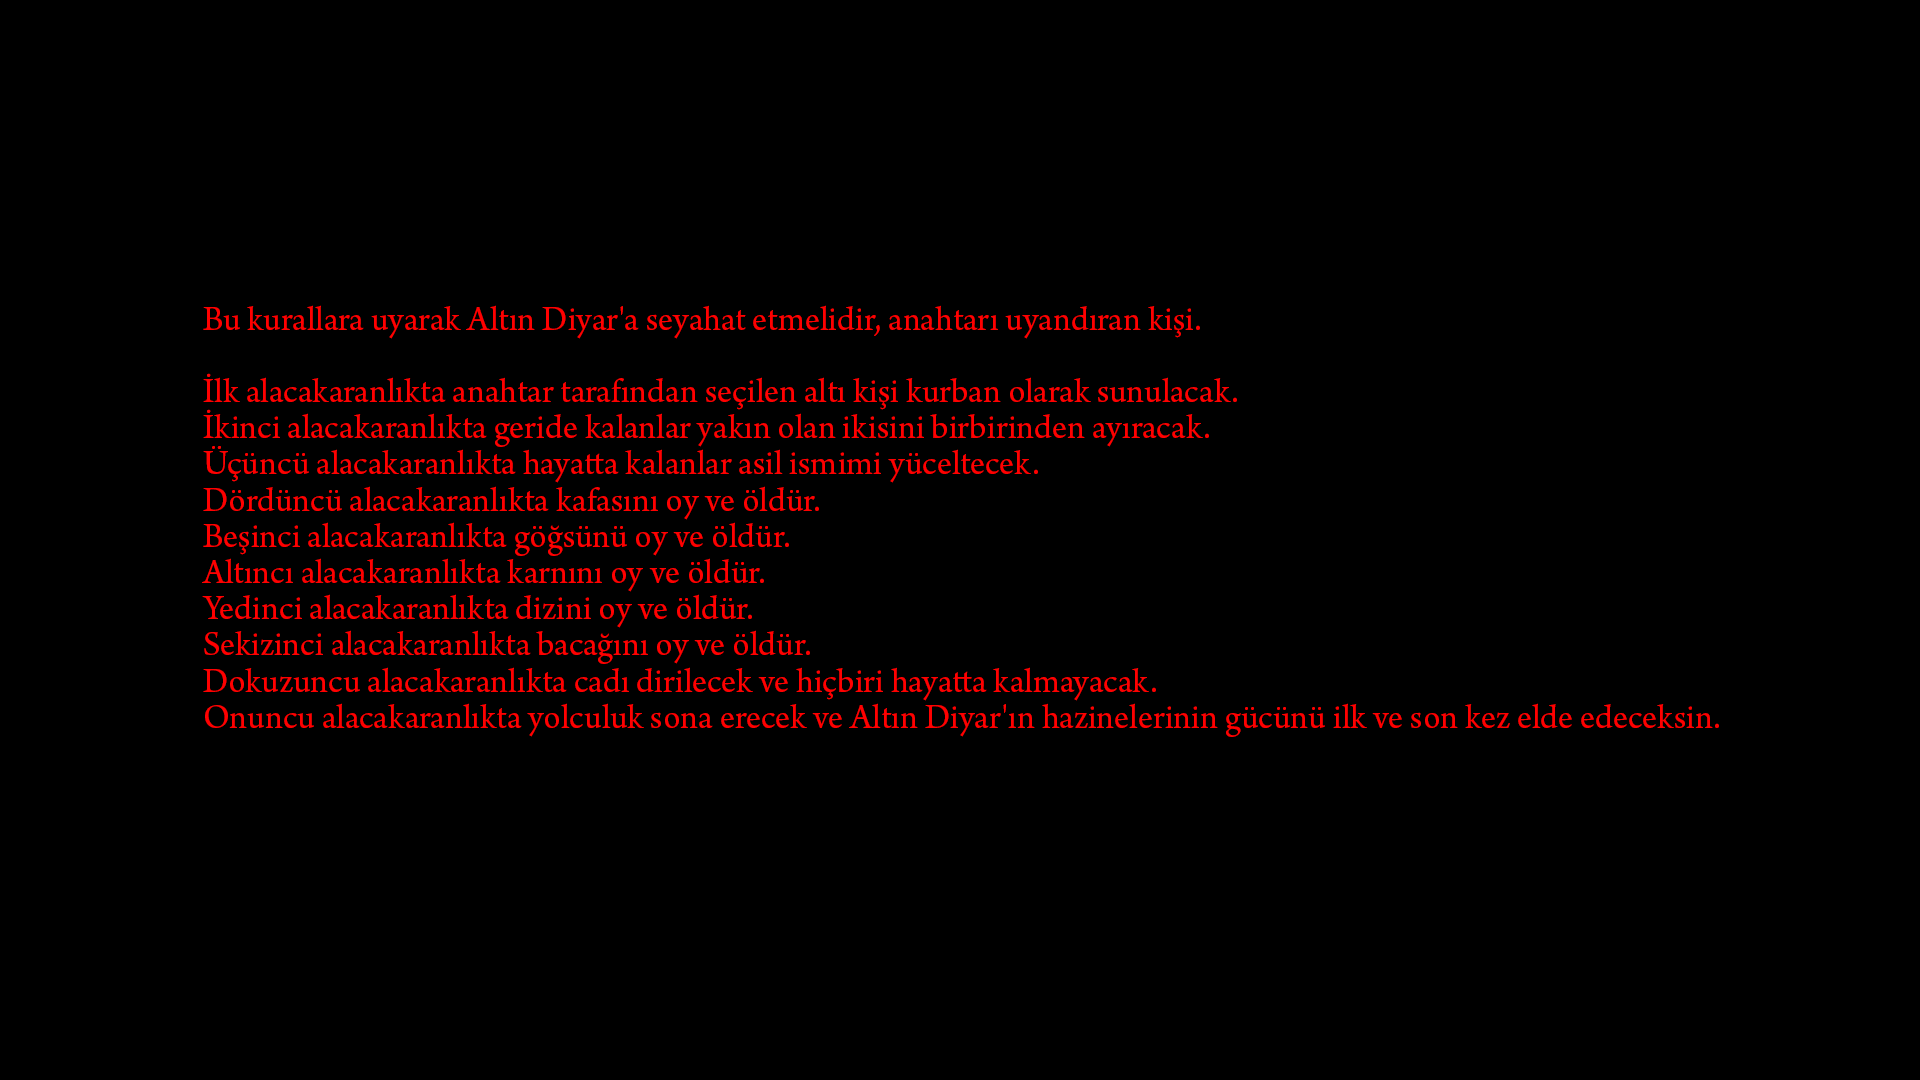 Bu kurallara uyarak Altın Diyar'a seyahat etmelidir, anahtarı uyandıran kişi.
İlk alacakaranlıkta anahtar tarafından seçilen altı kişi kurban olarak sunulacak.
İkinci alacakaranlıkta geride kalanlar yakın olan ikisini birbirinden ayıracak.
Üçüncü alacakaranlıkta hayatta kalanlar asil ismimi yüceltecek.
Dördüncü alacakaranlıkta kafasını oy ve öldür.
Beşinci alacakaranlıkta göğsünü oy ve öldür.
Altıncı alacakaranlıkta karnını oy ve öldür.
Yedinci alacakaranlıkta dizini oy ve öldür.
Sekizinci alacakaranlıkta bacağını oy ve öldür.
Dokuzuncu alacakaranlıkta cadı dirilecek ve hiçbiri hayatta kalmayacak.
Onuncu alacakaranlıkta yolculuk sona erecek ve Altın Diyar'ın hazinelerinin gücünü ilk ve son kez elde edeceksin.